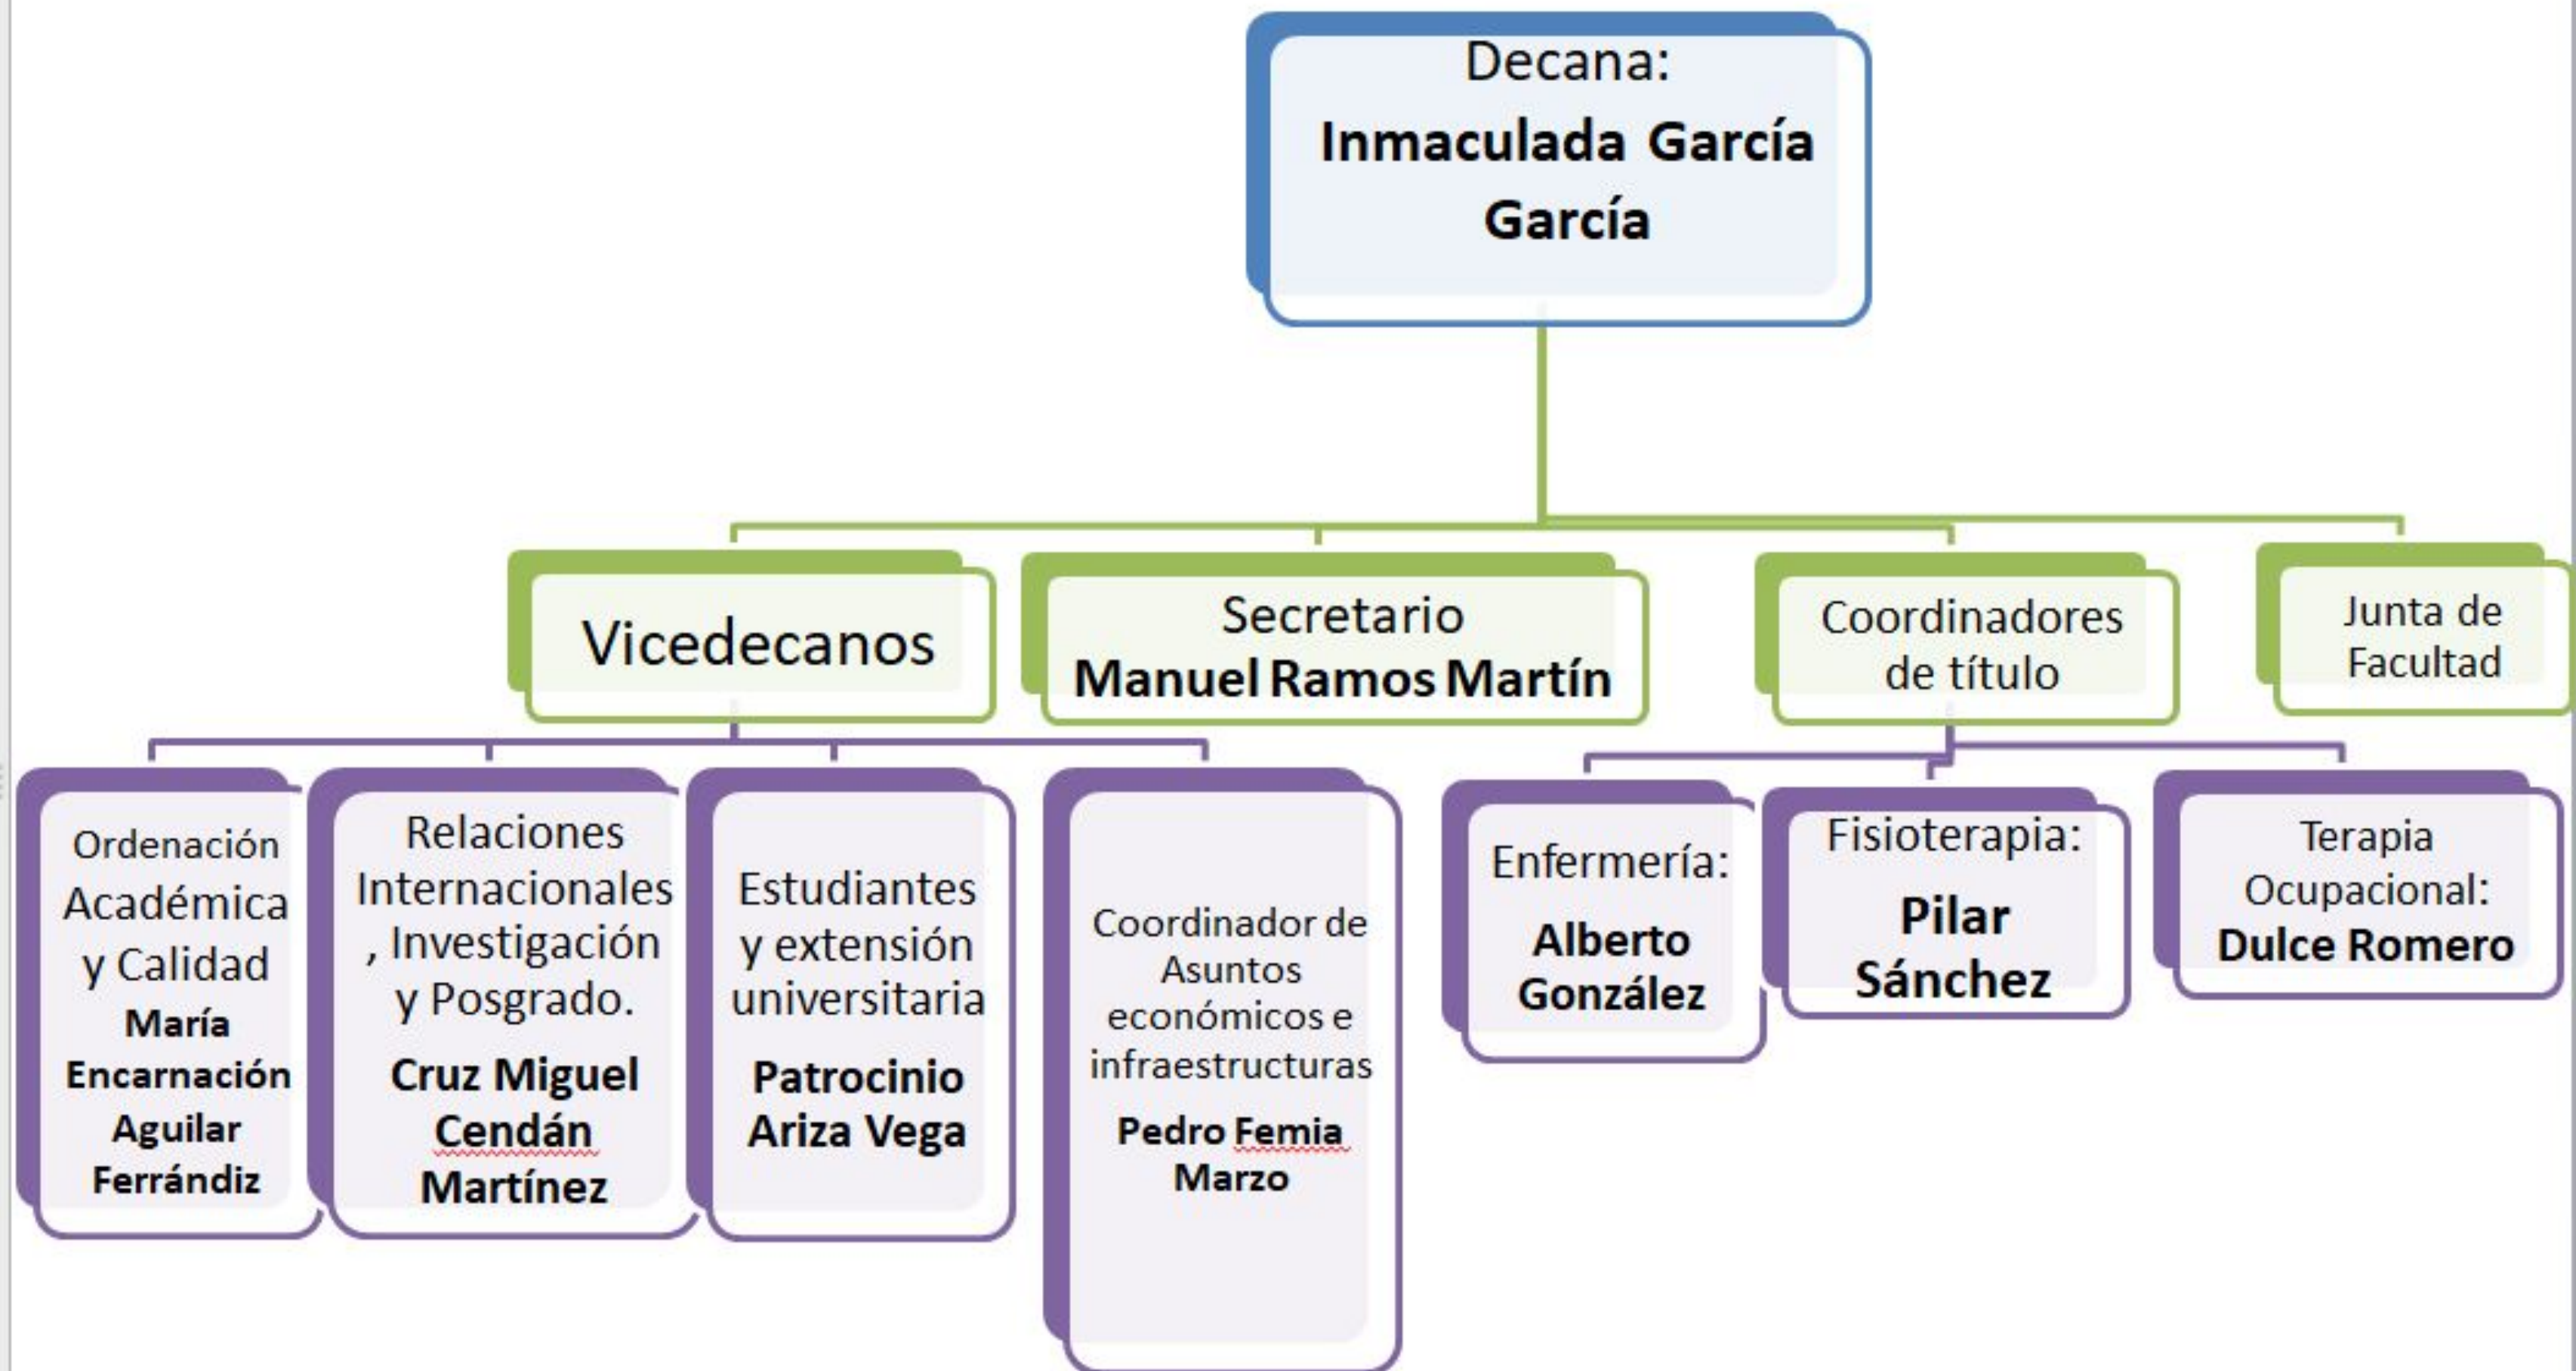 Decana:
Inmaculada García
García
Vicedecanos
Secretario
Manuel Ramos Martín
Coordinadores
de título
Junta de
Facultad
Ordenación
Académica
y Calidad
María
Encarnación
Aguilar
Ferrándiz
Relaciones
Internacionales
, Investigación
y Posgrado.
Cruz Miguel
Cendán
Martínez
Estudiantes
y extensión
universitaria
Patrocinio
Ariza Vega
Coordinador de
Asuntos
económicos e
infraestructuras
Pedro Femia
Marzo
Enfermería:
Alberto
González
Fisioterapia:
Pilar
Sánchez
Terapia
Ocupacional:
Dulce Romero